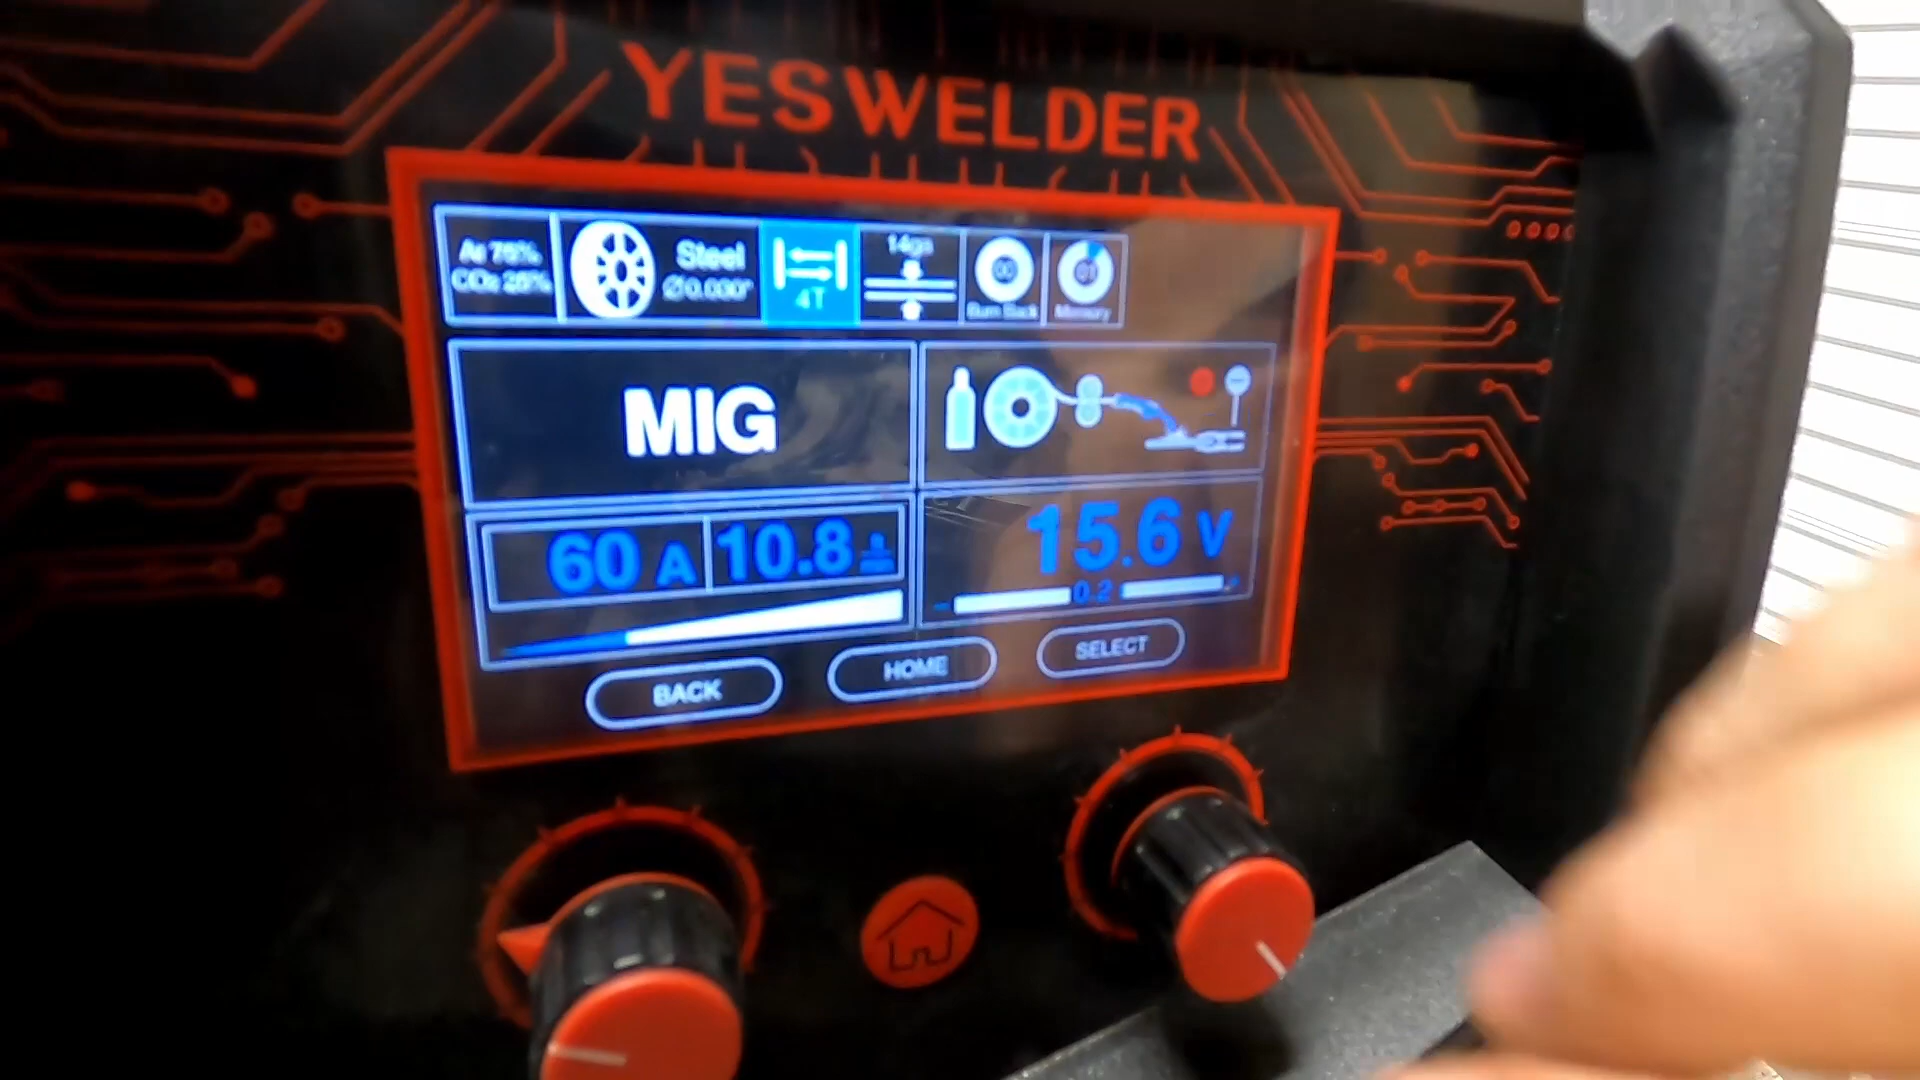 YESWELDER
Ar 75%
CO2 25%
Steel
Ø 0.030"
4T
14ga
00
Burn Back
01
Memory
MIG
60 A
10.8
15.6 V
0.2
BACK
HOME
SELECT